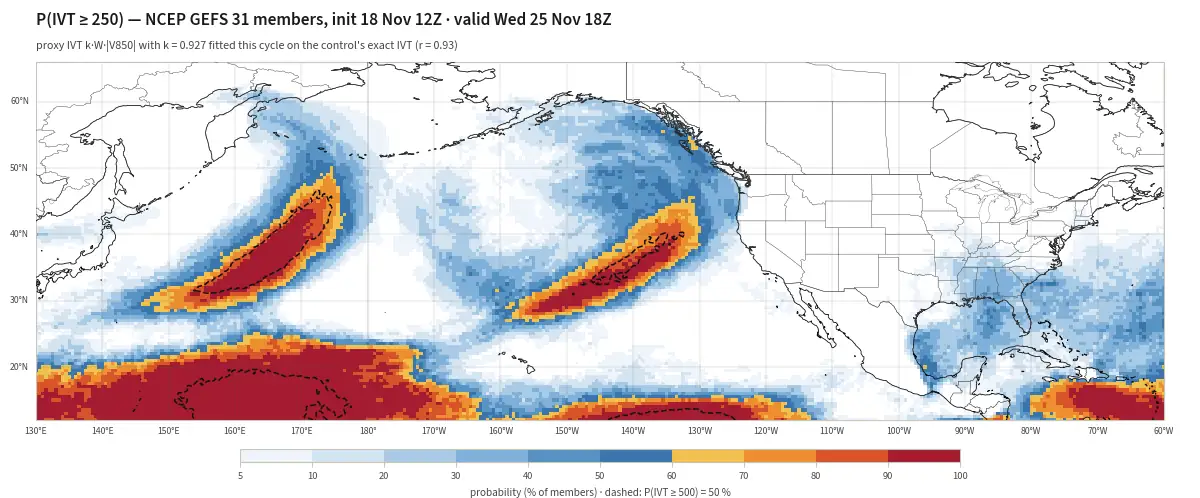 P(IVT ≥ 250) — NCEP GEFS 31 members, init 18 Nov 12Z · valid Wed 25 Nov 18Z
proxy IVT k·W·|V850| with k = 0.927 fitted this cycle on the control's exact IVT (r = 0.93)
60°N
50°N
40°N
30°N
20°N
130°E 140°E 150°E 160°E 170°E 180° 170°W 160°W 150°W 140°W 130°W 120°W 110°W 100°W 90°W 80°W 70°W 60°W
5 10 20 30 40 50 60 70 80 90 100
probability (% of members) · dashed: P(IVT ≥ 500) = 50 %